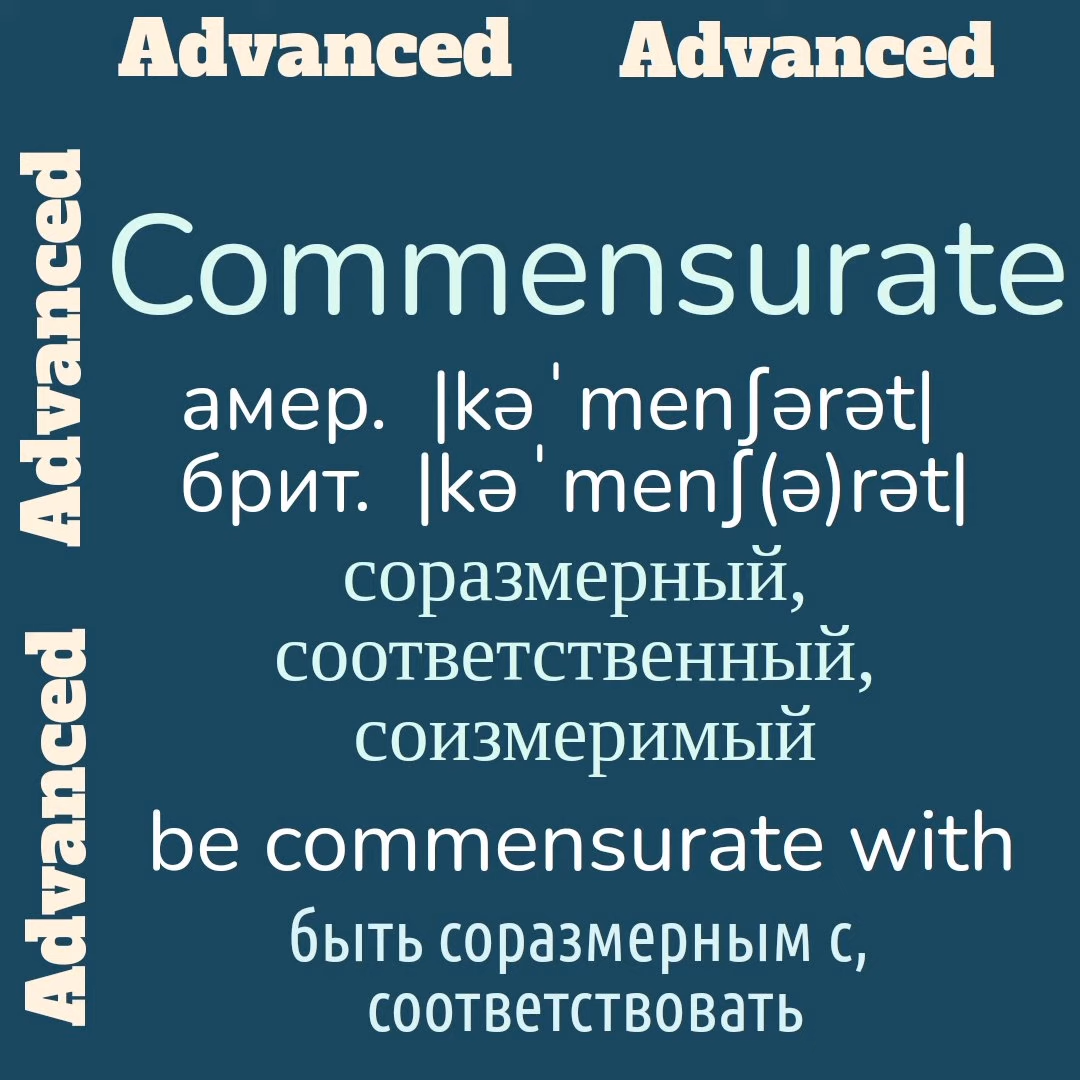 Advanced Advanced
Advanced
Advanced
Commensurate
амер. |kəˈmenʃərət|
брит. |kəˈmenʃ(ə)rət|
соразмерный,
соответственный,
соизмеримый
be commensurate with
быть соразмерным с,
соответствовать